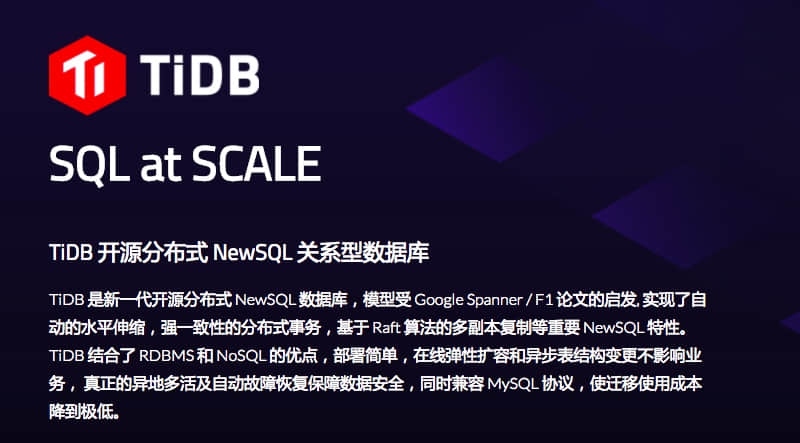 TiDB
SQL at SCALE
TiDB 开源分布式 NewSQL 关系型数据库
TiDB 是新一代开源分布式 NewSQL 数据库，模型受 Google Spanner / F1 论文的启发, 实现了自
动的水平伸缩，强一致性的分布式事务，基于 Raft 算法的多副本复制等重要 NewSQL 特性。
TiDB 结合了 RDBMS 和 NoSQL 的优点，部署简单，在线弹性扩容和异步表结构变更不影响业
务， 真正的异地多活及自动故障恢复保障数据安全，同时兼容 MySQL 协议，使迁移使用成本
降到极低。